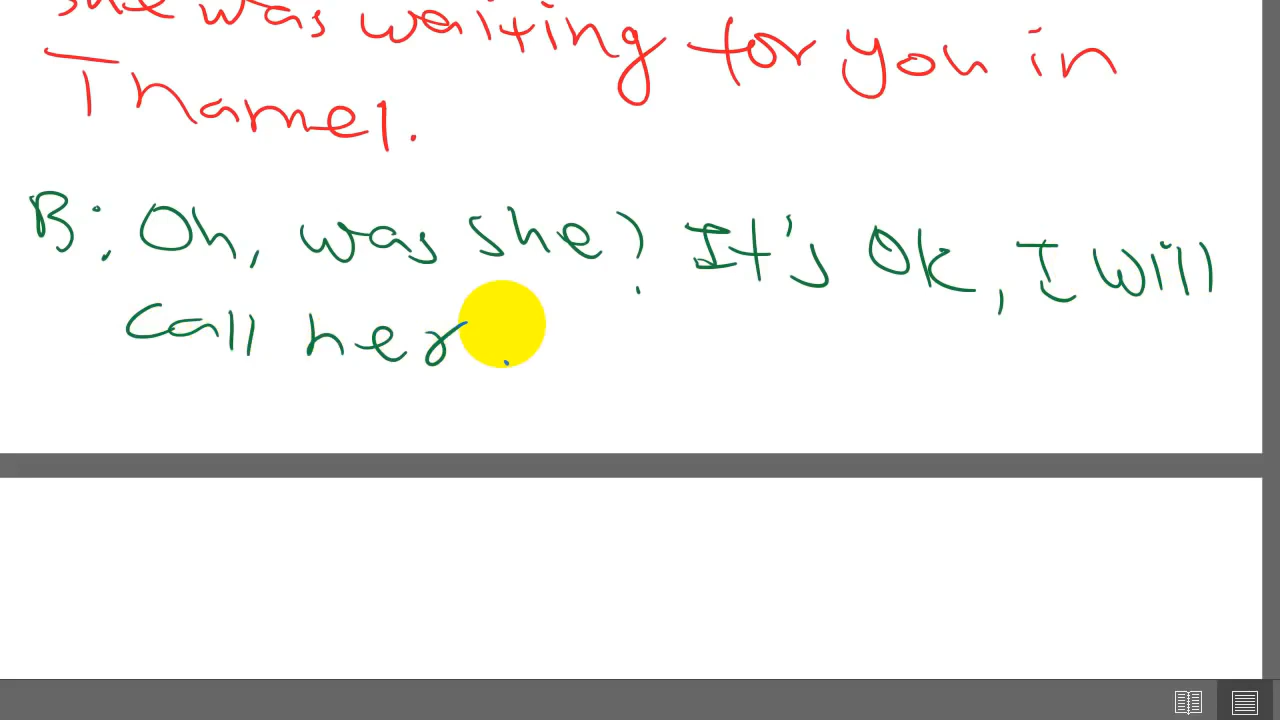 she was waiting for you in
Thamel.
B: Oh, was she? It's Ok, I will
call her.